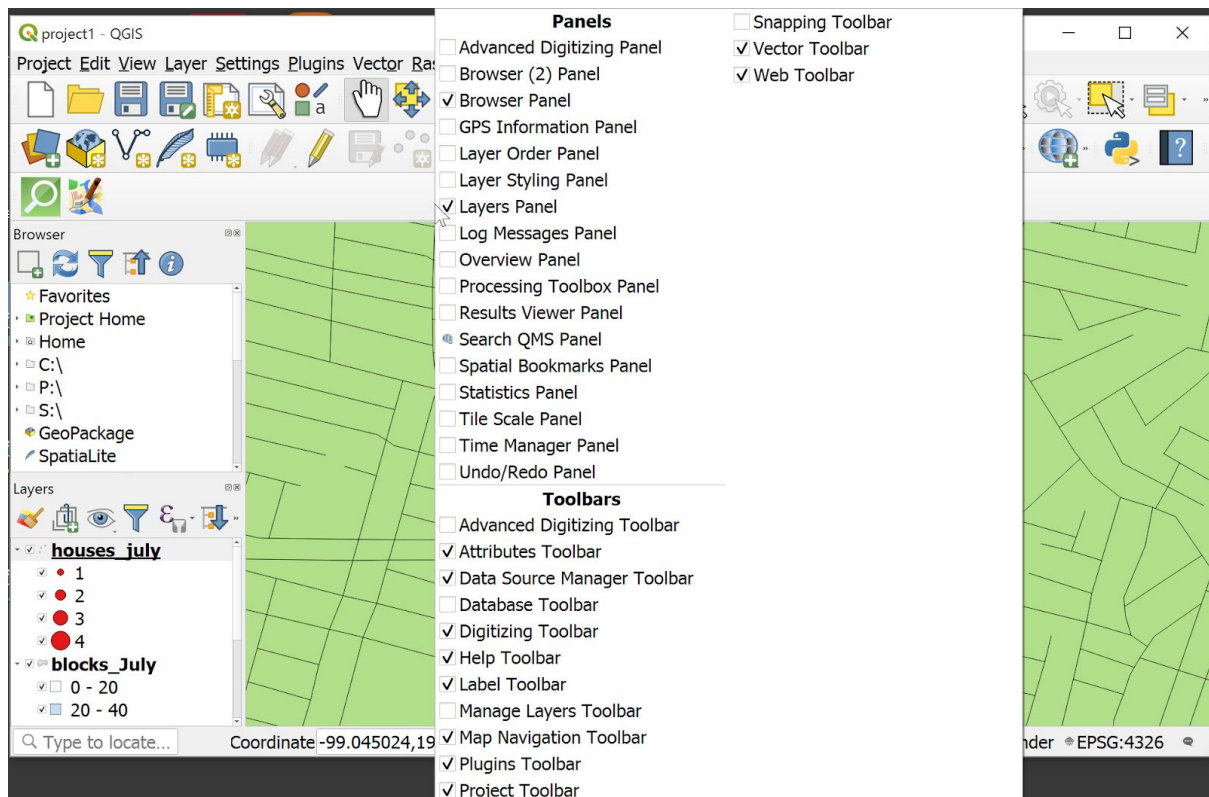 project1 - QGIS
Project Edit View Layer Settings Plugins Vector Ras
a
Browser
Favorites
Project Home
Home
C:\
P:\
S:\
GeoPackage
SpatiaLite
Layers
houses_july
1
2
3
4
blocks_July
0 - 20
20 - 40
Type to locate...
Coordinate -99.045024,19
Panels
Advanced Digitizing Panel
Browser (2) Panel
Browser Panel
GPS Information Panel
Layer Order Panel
Layer Styling Panel
Layers Panel
Log Messages Panel
Overview Panel
Processing Toolbox Panel
Results Viewer Panel
Search QMS Panel
Spatial Bookmarks Panel
Statistics Panel
Tile Scale Panel
Time Manager Panel
Undo/Redo Panel
Toolbars
Advanced Digitizing Toolbar
Attributes Toolbar
Data Source Manager Toolbar
Database Toolbar
Digitizing Toolbar
Help Toolbar
Label Toolbar
Manage Layers Toolbar
Map Navigation Toolbar
Plugins Toolbar
Project Toolbar
Snapping Toolbar
Vector Toolbar
Web Toolbar
nder
EPSG:4326